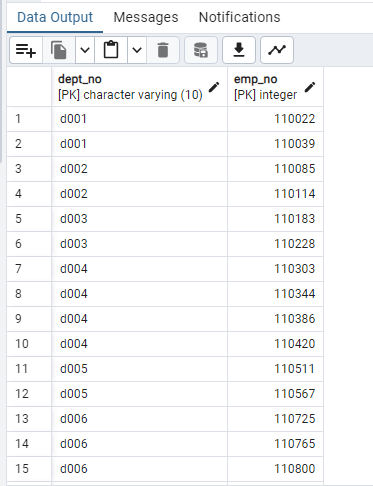 Data Output Messages Notifications
dept_no emp_no
[PK] character varying (10) [PK] integer
1 d001 110022
2 d001 110039
3 d002 110085
4 d002 110114
5 d003 110183
6 d003 110228
7 d004 110303
8 d004 110344
9 d004 110386
10 d004 110420
11 d005 110511
12 d005 110567
13 d006 110725
14 d006 110765
15 d006 110800